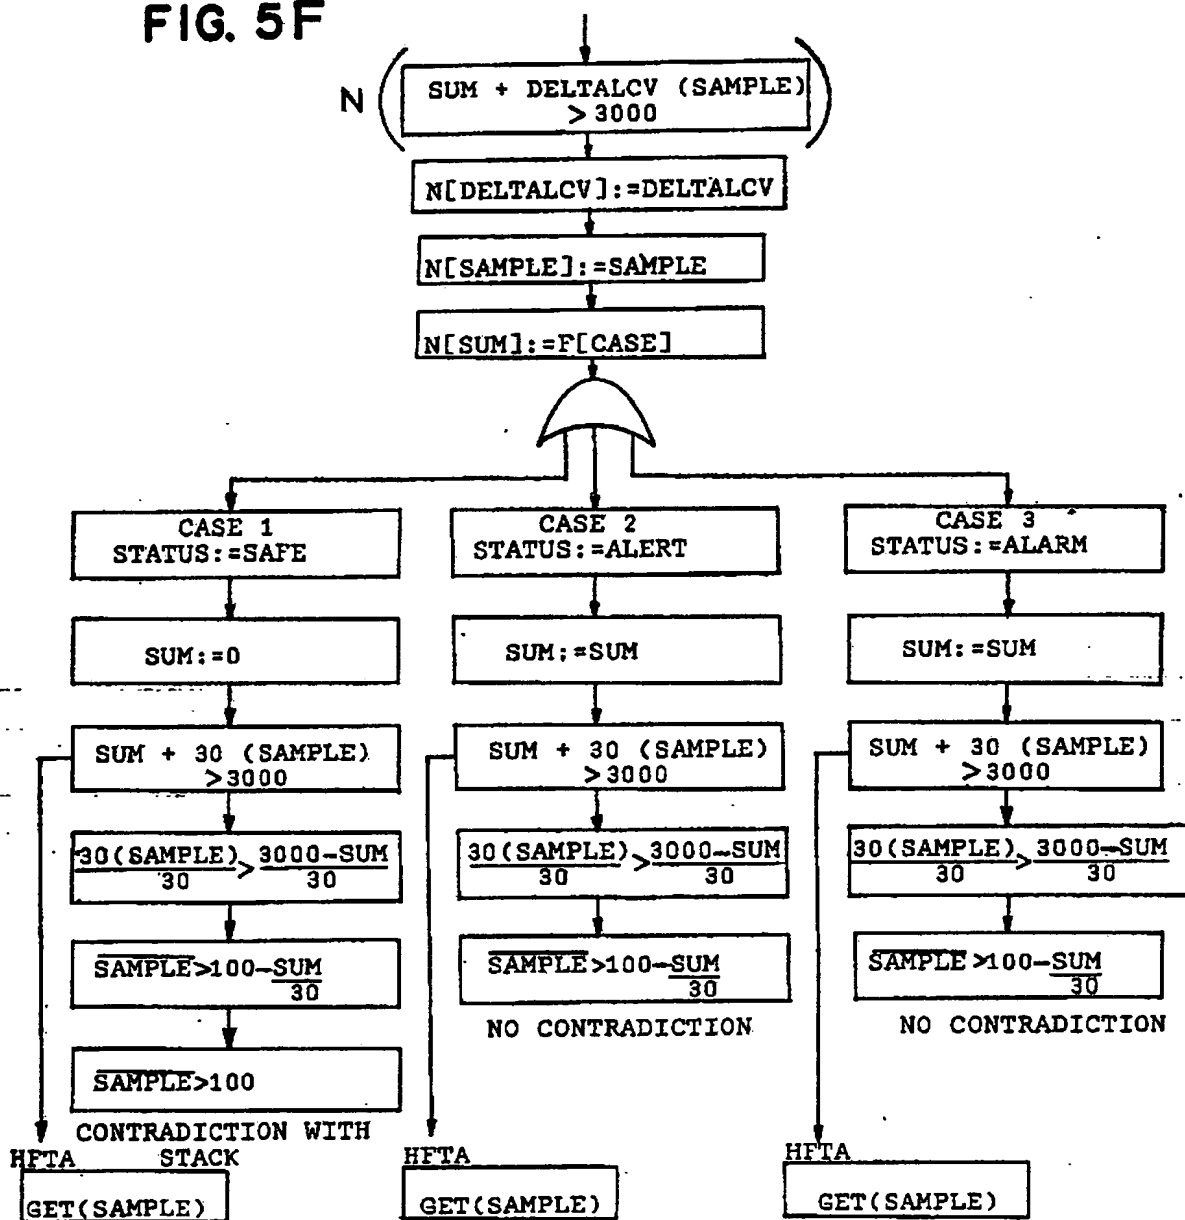 FIG. 5F
N
SUM + DELTALCV (SAMPLE)
>3000
N[DELTALCV]:=DELTALCV
N[SAMPLE]:=SAMPLE
N[SUM]:=F[CASE]
CASE 1
STATUS:=SAFE
SUM:=0
SUM + 30 (SAMPLE)
>3000
30(SAMPLE) > 3000-SUM
30 30
SAMPLE>100-SUM
30
SAMPLE>100
CONTRADICTION WITH
STACK
HFTA
GET(SAMPLE)
CASE 2
STATUS:=ALERT
SUM:=SUM
SUM + 30 (SAMPLE)
>3000
30(SAMPLE) > 3000-SUM
30 30
SAMPLE>100-SUM
30
NO CONTRADICTION
HFTA
GET(SAMPLE)
CASE 3
STATUS:=ALARM
SUM:=SUM
SUM + 30 (SAMPLE)
>3000
30(SAMPLE) > 3000-SUM
30 30
SAMPLE>100-SUM
30
NO CONTRADICTION
HFTA
GET(SAMPLE)